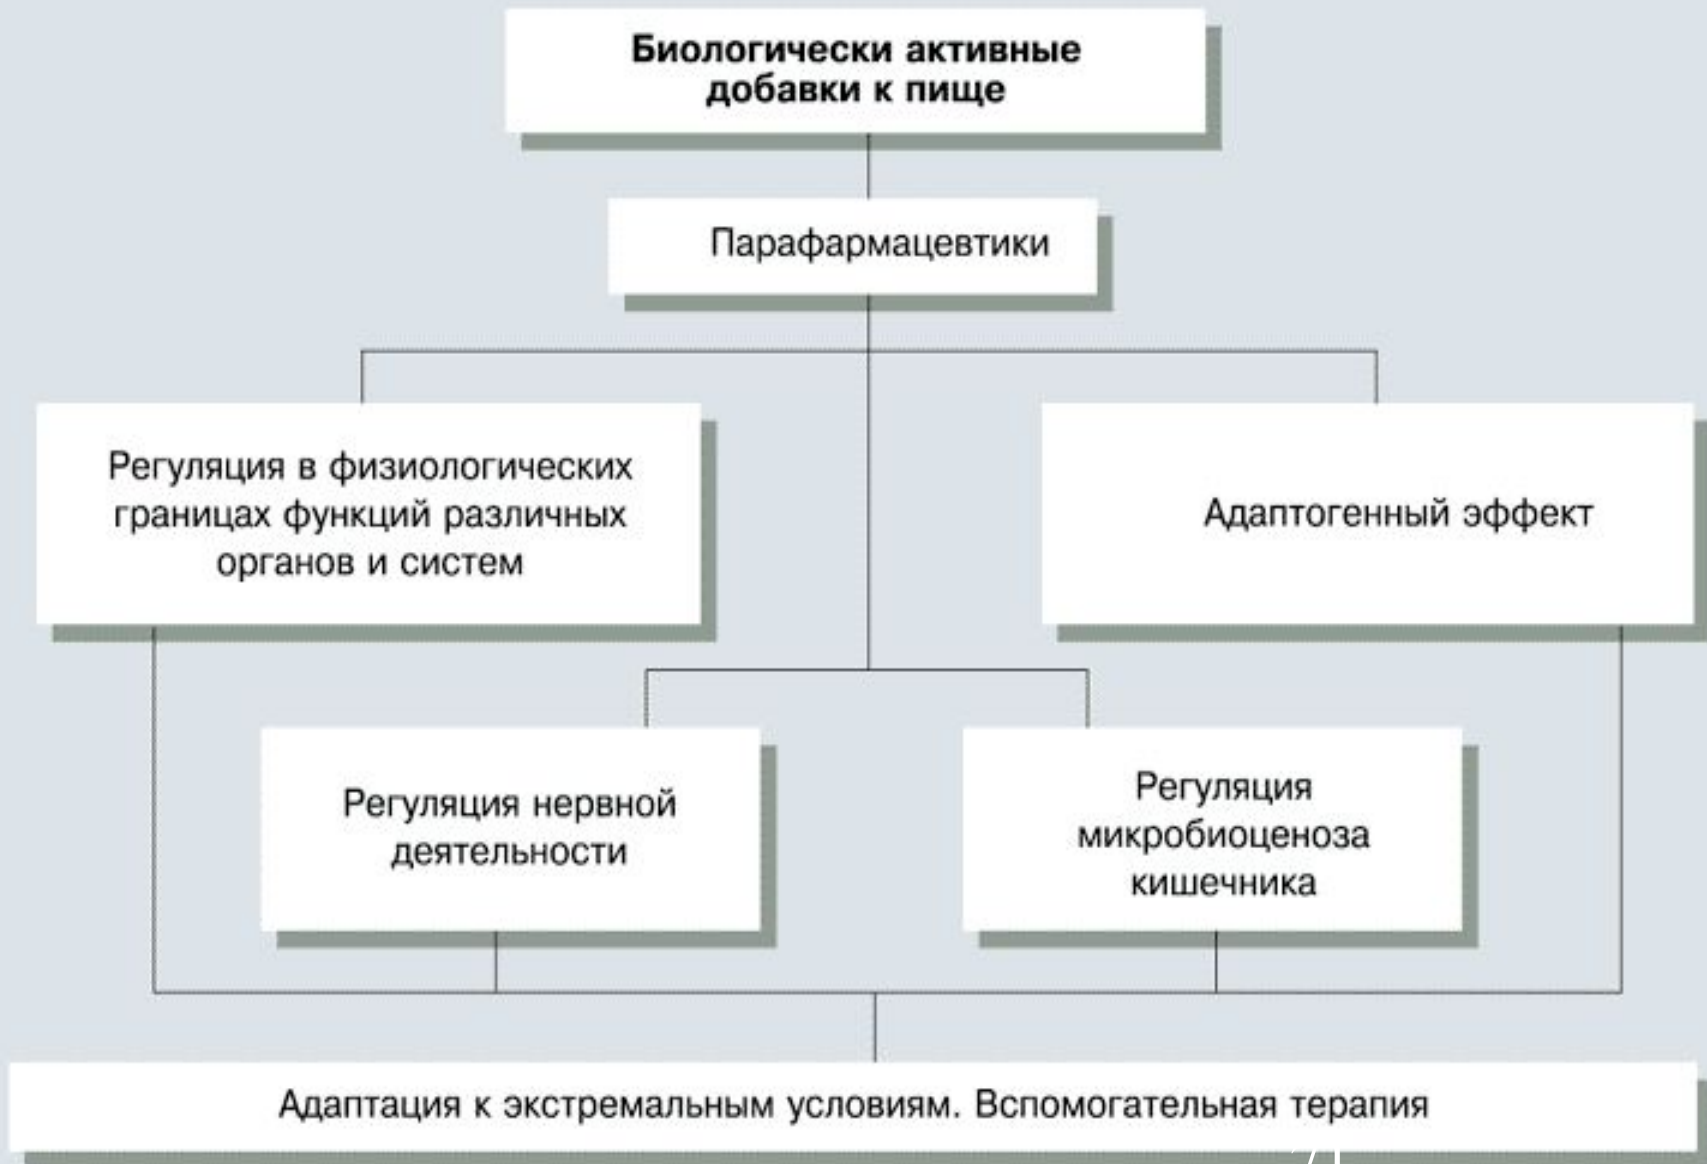 Биологически активные
добавки к пище
Парафармацевтики
Регуляция в физиологических
границах функций различных
органов и систем
Адаптогенный эффект
Регуляция нервной
деятельности
Регуляция
микробиоценоза
кишечника
Адаптация к экстремальным условиям. Вспомогательная терапия